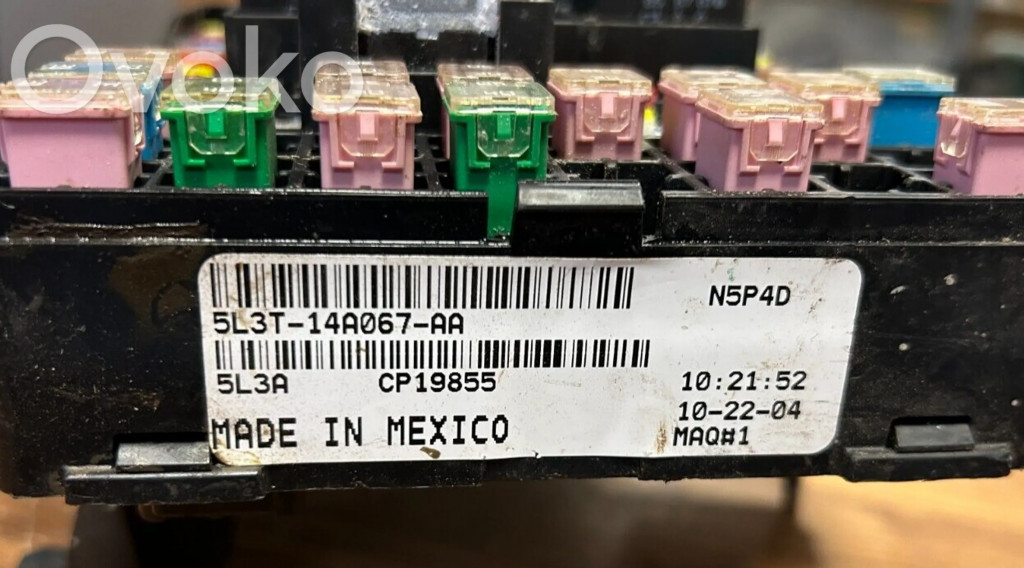 Ovoko
5L3T-14A067-AA
N5P4D
5L3A CP19855
10:21:52
10-22-04
MADE IN MEXICO
MAQ#1